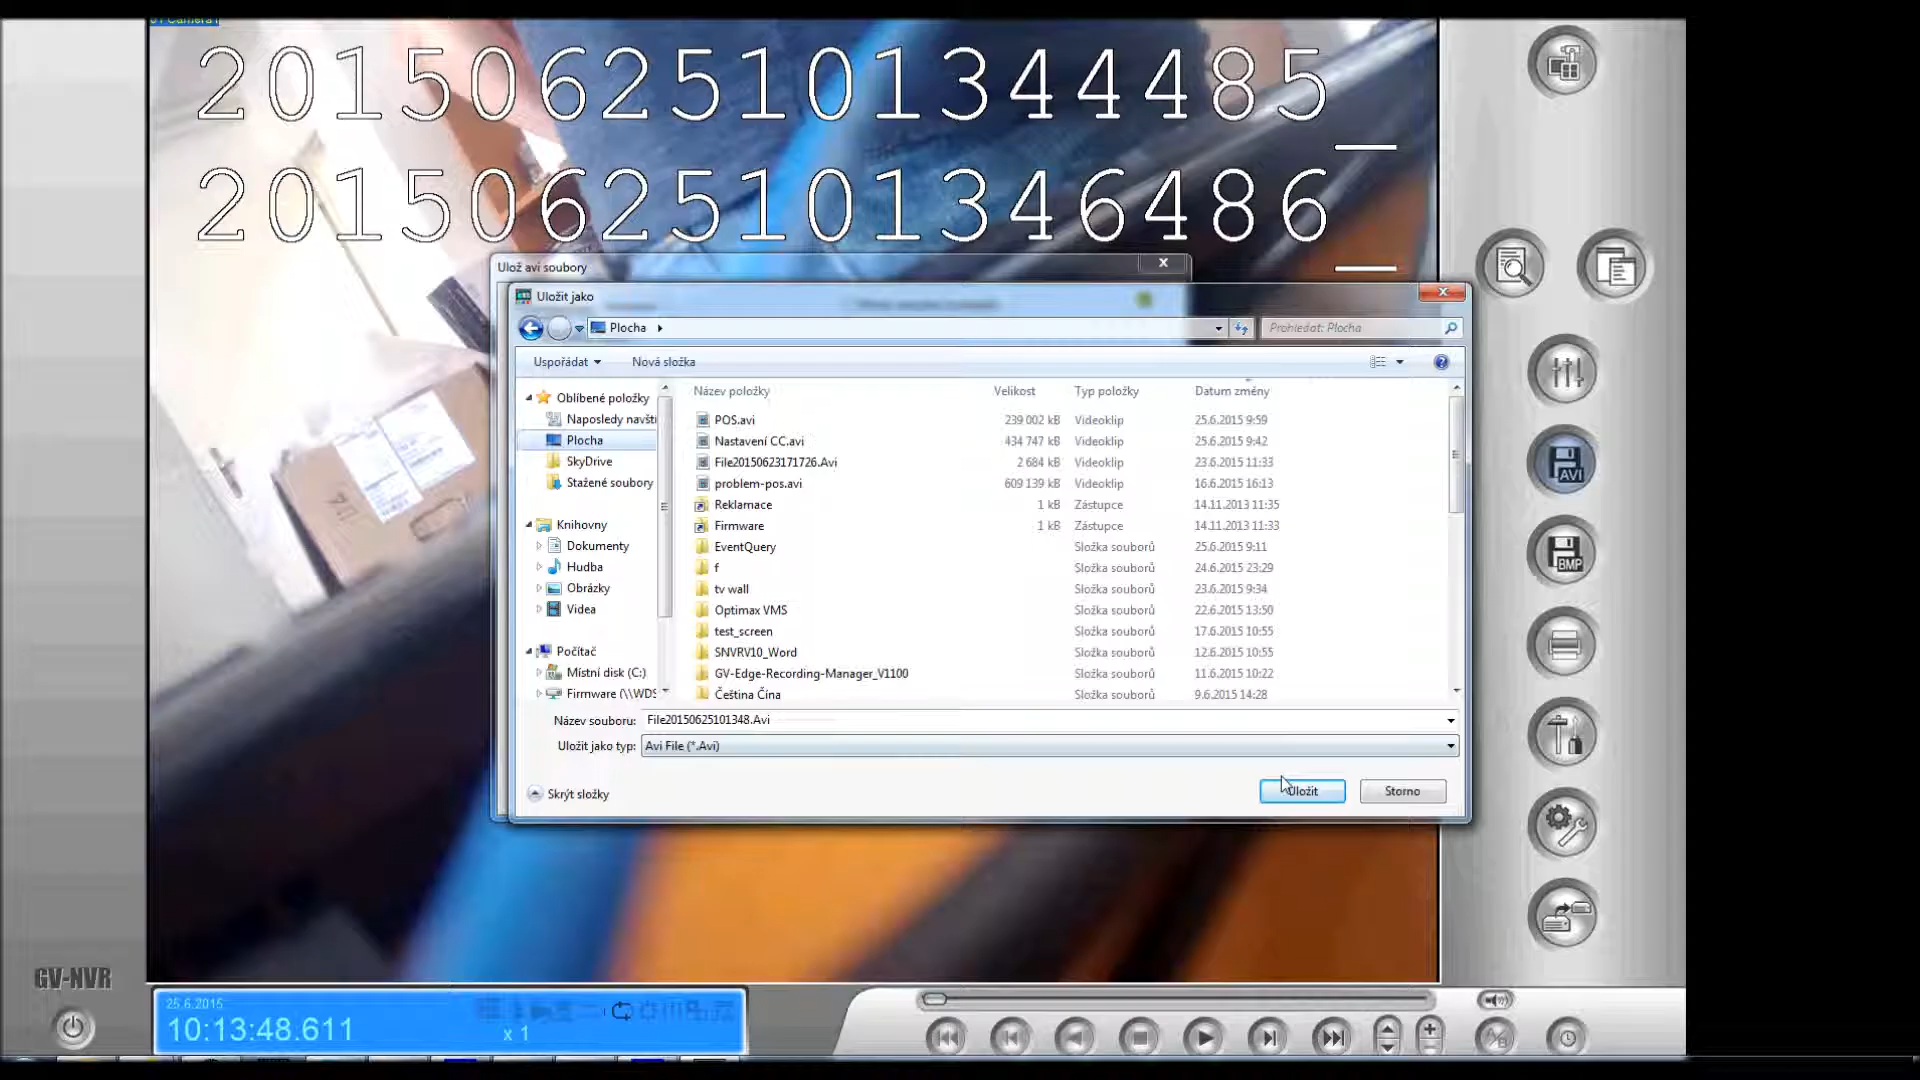 01 Camera1
20150625101344485_
20150625101346486_
Ulož avi soubory
Uložit jako
Plocha
Prohledat: Plocha
Uspořádat
Nová složka
Název položky Velikost Typ položky Datum změny
POS.avi 239 002 kB Videoklip 25.6.2015 9:59
Nastavení CC.avi 434 747 kB Videoklip 25.6.2015 9:42
File20150623171726.Avi 2 684 kB Videoklip 23.6.2015 11:33
problem-pos.avi 609 139 kB Videoklip 16.6.2015 16:13
Reklamace 1 kB Zástupce 14.11.2013 11:35
Firmware 1 kB Zástupce 14.11.2013 11:33
EventQuery Složka souborů 25.6.2015 9:11
f Složka souborů 24.6.2015 23:29
tv wall Složka souborů 23.6.2015 9:34
Optimax VMS Složka souborů 22.6.2015 13:50
test_screen Složka souborů 17.6.2015 10:55
SNVRV10_Word Složka souborů 12.6.2015 10:55
GV-Edge-Recording-Manager_V1100 Složka souborů 11.6.2015 10:22
Čeština Čína Složka souborů 9.6.2015 14:28
Oblíbené položky
Naposledy navšti
Plocha
SkyDrive
Stažené soubory
Knihovny
Dokumenty
Hudba
Obrázky
Videa
Počítač
Místní disk (C:)
Firmware (\\WDS
Název souboru: File20150625101348.Avi
Uložit jako typ: Avi File (*.Avi)
Skrýt složky
Uložit
Storno
AVI
BMP
GV-NVR
25.6.2015
10:13:48.611
x 1
A/B